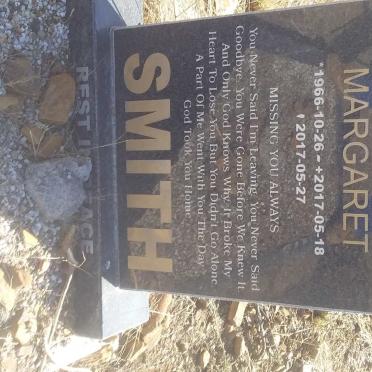 MARGARET
*1966-10-26 ~ +2017-05-18
2017-05-27
MISSING YOU ALWAYS
You Never Said I'm Leaving, You Never Said
Goodbye. You Were Gone Before We Knew It
And Only God Knows Why. It Broke My
Heart To Lose You But You Didn't Go Alone
A Part Of Me Went With You The Day
God Took You Home
SMITH
REST IN PEACE